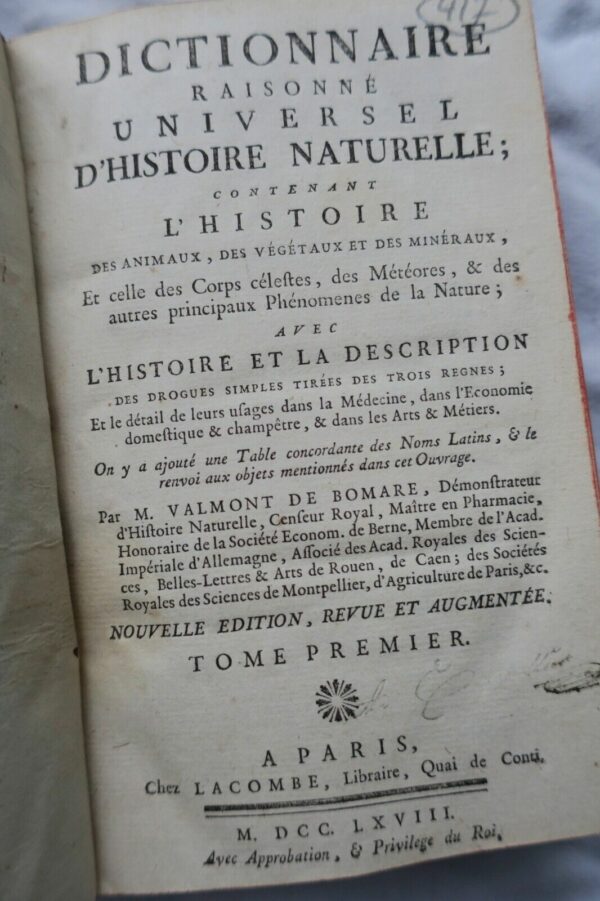 417
DICTIONNAIRE
RAISONNÉ
UNIVERSEL
D'HISTOIRE NATURELLE;
CONTENANT
L'HISTOIRE
DES ANIMAUX, DES VÉGÉTAUX ET DES MINÉRAUX,
Et celle des Corps célestes, des Météores, & des
autres principaux Phénomenes de la Nature;
AVEC
L'HISTOIRE ET LA DESCRIPTION
DES DROGUES SIMPLES TIRÉES DES TROIS REGNES;
Et le détail de leurs usages dans la Médecine, dans l'Economie
domestique & champêtre, & dans les Arts & Métiers.
On y a ajouté une Table concordante des Noms Latins, & le
renvoi aux objets mentionnés dans cet Ouvrage.
Par M. VALMONT DE BOMARE, Démonstrateur
d'Histoire Naturelle, Censeur Royal, Maître en Pharmacie,
Honoraire de la Société Econom. de Berne, Membre de l'Acad.
Impériale d'Allemagne, Associé des Acad. Royales des Scien-
ces, Belles-Lettres & Arts de Rouen, de Caen; des Sociétés
Royales des Sciences de Montpellier, d'Agriculture de Paris, &c.
NOUVELLE EDITION, REVUE ET AUGMENTÉE.
TOME PREMIER.
A PARIS,
Chez LACOMBE, Libraire, Quai de Conti.
M. DCC. LXVIII.
Avec Approbation, & Privilege du Roi.